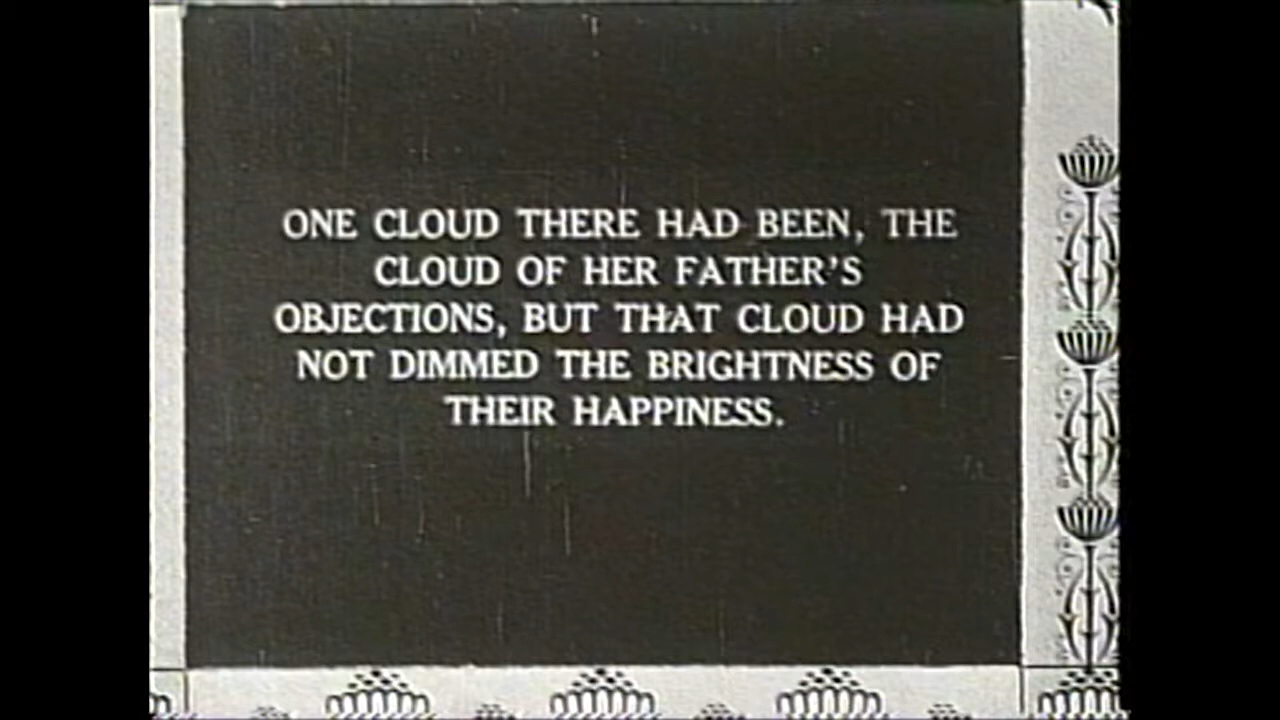 ONE CLOUD THERE HAD BEEN, THE
CLOUD OF HER FATHER'S
OBJECTIONS, BUT THAT CLOUD HAD
NOT DIMMED THE BRIGHTNESS OF
THEIR HAPPINESS.